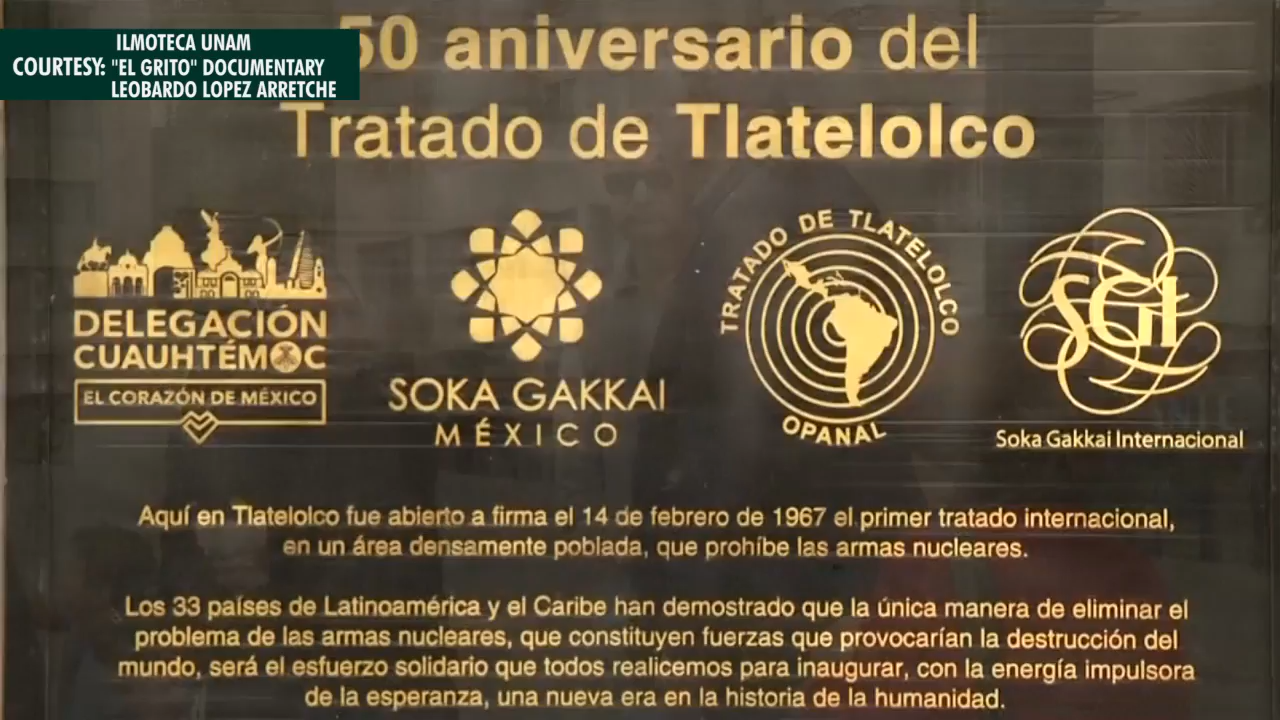 ILMOTECA UNAM
COURTESY: "EL GRITO" DOCUMENTARY
LEOBARDO LOPEZ ARRETCHE
50 aniversario del
Tratado de Tlatelolco
DELEGACIÓN
CUAUHTÉMOC
EL CORAZÓN DE MÉXICO
SOKA GAKKAI
MÉXICO
TRATADO DE TLATELOLCO
OPANAL
SGI
Soka Gakkai Internacional
Aquí en Tlatelolco fue abierto a firma el 14 de febrero de 1967 el primer tratado internacional,
en un área densamente poblada, que prohíbe las armas nucleares.
Los 33 países de Latinoamérica y el Caribe han demostrado que la única manera de eliminar el
problema de las armas nucleares, que constituyen fuerzas que provocarían la destrucción del
mundo, será el esfuerzo solidario que todos realicemos para inaugurar, con la energía impulsora
de la esperanza, una nueva era en la historia de la humanidad.